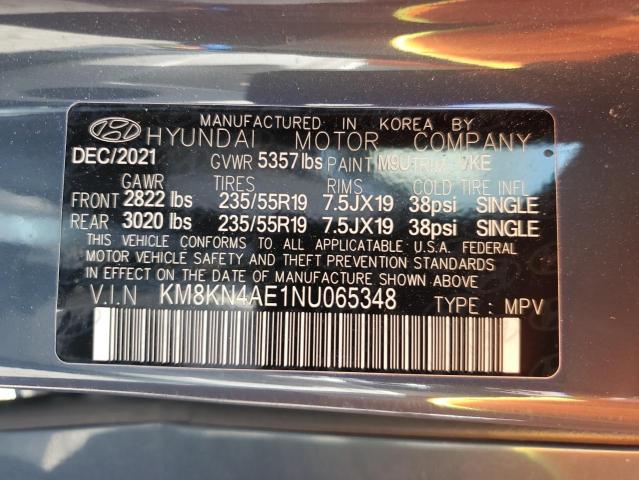 MANUFACTURED IN KOREA BY
HYUNDAI MOTOR COMPANY
DEC/2021 GVWR 5357 lbs PAINT M9U TRIM
GAWR TIRES RIMS COLD TIRE INFL
FRONT 2822 lbs 235/55R19 7.5JX19 38psi SINGLE
REAR 3020 lbs 235/55R19 7.5JX19 38psi SINGLE
THIS VEHICLE CONFORMS TO ALL APPLICABLE U.S.A. FEDERAL
MOTOR VEHICLE SAFETY AND THEFT PREVENTION STANDARDS
IN EFFECT ON THE DATE OF MANUFACTURE SHOWN ABOVE
V.I.N KM8KN4AE1NU065348 TYPE : MPV